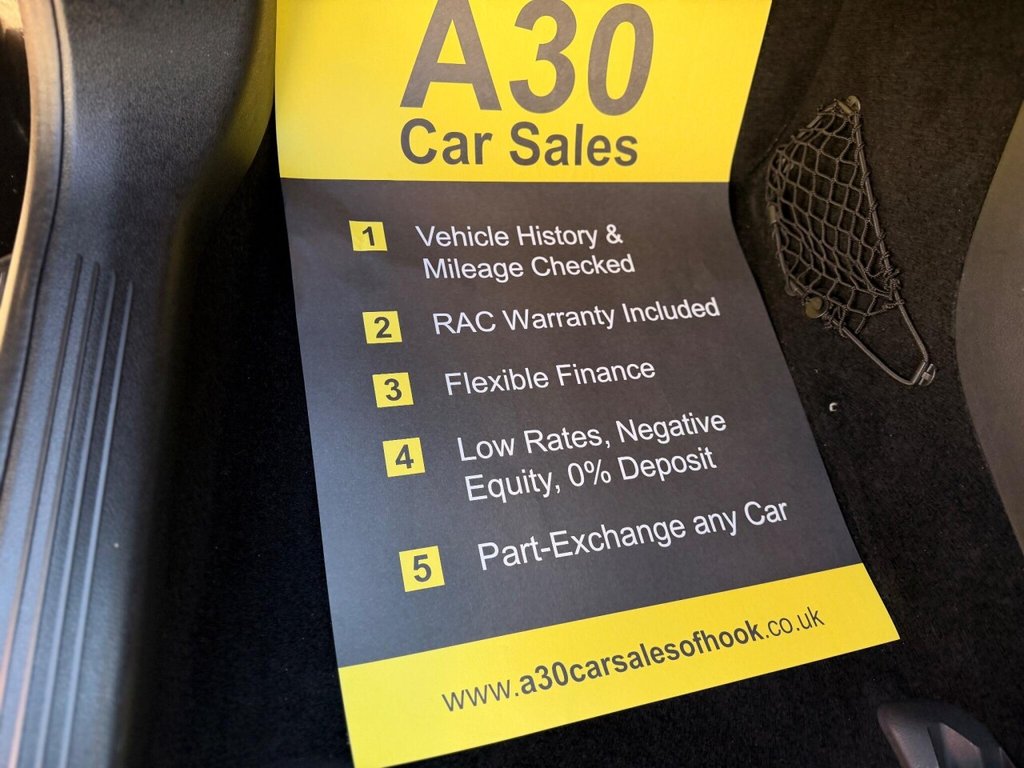 A30
Car Sales
1 Vehicle History &
Mileage Checked
2 RAC Warranty Included
3 Flexible Finance
4 Low Rates, Negative
Equity, 0% Deposit
5 Part-Exchange any Car
www.a30carsalesofhook.co.uk